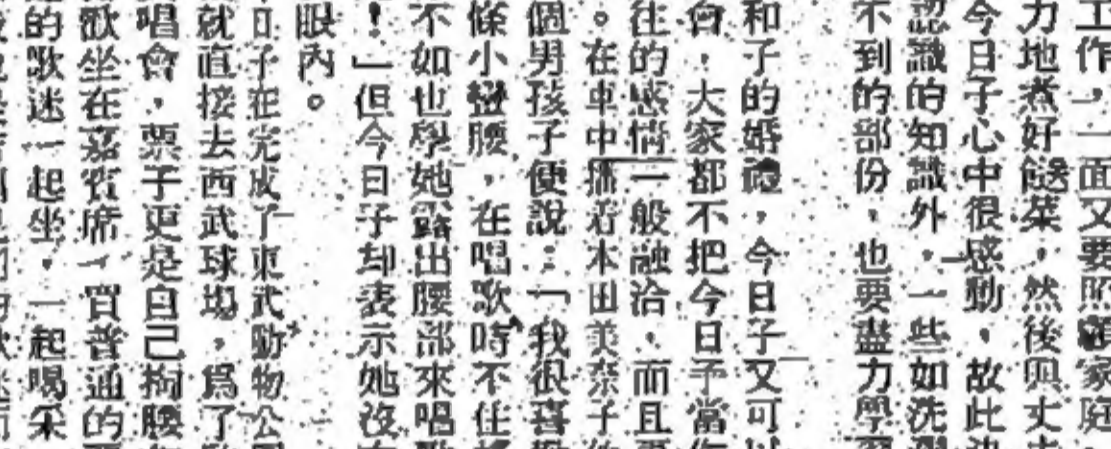 工作，一面又要照顧家庭，
力地煮好餸菜，然後與丈夫
今日子心中很感動，故此決
認識的知識外，一些如洗
不到的部份，也要盡力學習
和子的婚禮，今日子又可以
會，大家都不把今日子當作
往的感情一般融洽，而且更
。在車中播着本田美奈子的
個男孩子便說：「我很喜歡
條小蠻腰，在唱歌時不住
不如也學她露出腰部來唱歌
！」但今日子却表示她沒有
眼內。
子在完成了東武動物公園
就直接去西武球場，爲了
唱會，票子更是自己掏腰
歡坐在嘉賓席，買普通的
的歌迷一起坐，一起喝采